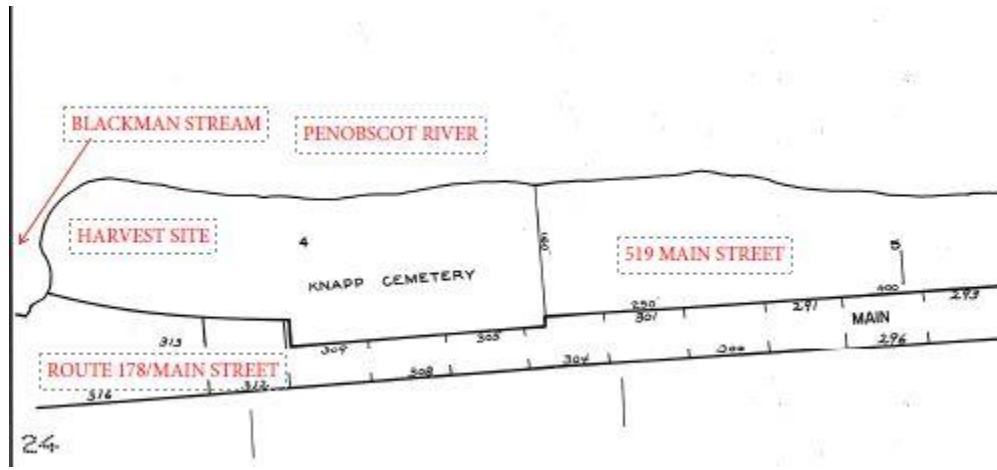 BLACKMAN STREAM
PENOBSCOT RIVER
HARVEST SITE
4
519 MAIN STREET
5
KNAPP CEMETERY
400
250'
301
291
293
MAIN
313
309
305
296
ROUTE 178/MAIN STREET
308
304
316
312
24